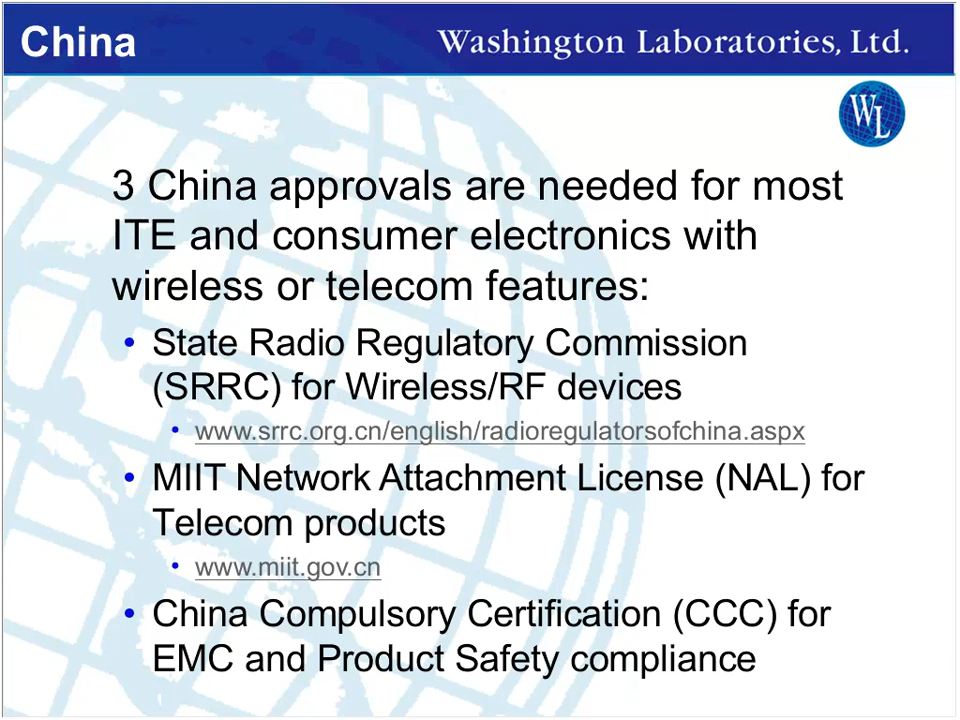 China
Washington Laboratories, Ltd.
WL
3 China approvals are needed for most
ITE and consumer electronics with
wireless or telecom features:
• State Radio Regulatory Commission
(SRRC) for Wireless/RF devices
• www.srrc.org.cn/english/radioregulatorsofchina.aspx
• MIIT Network Attachment License (NAL) for
Telecom products
• www.miit.gov.cn
• China Compulsory Certification (CCC) for
EMC and Product Safety compliance